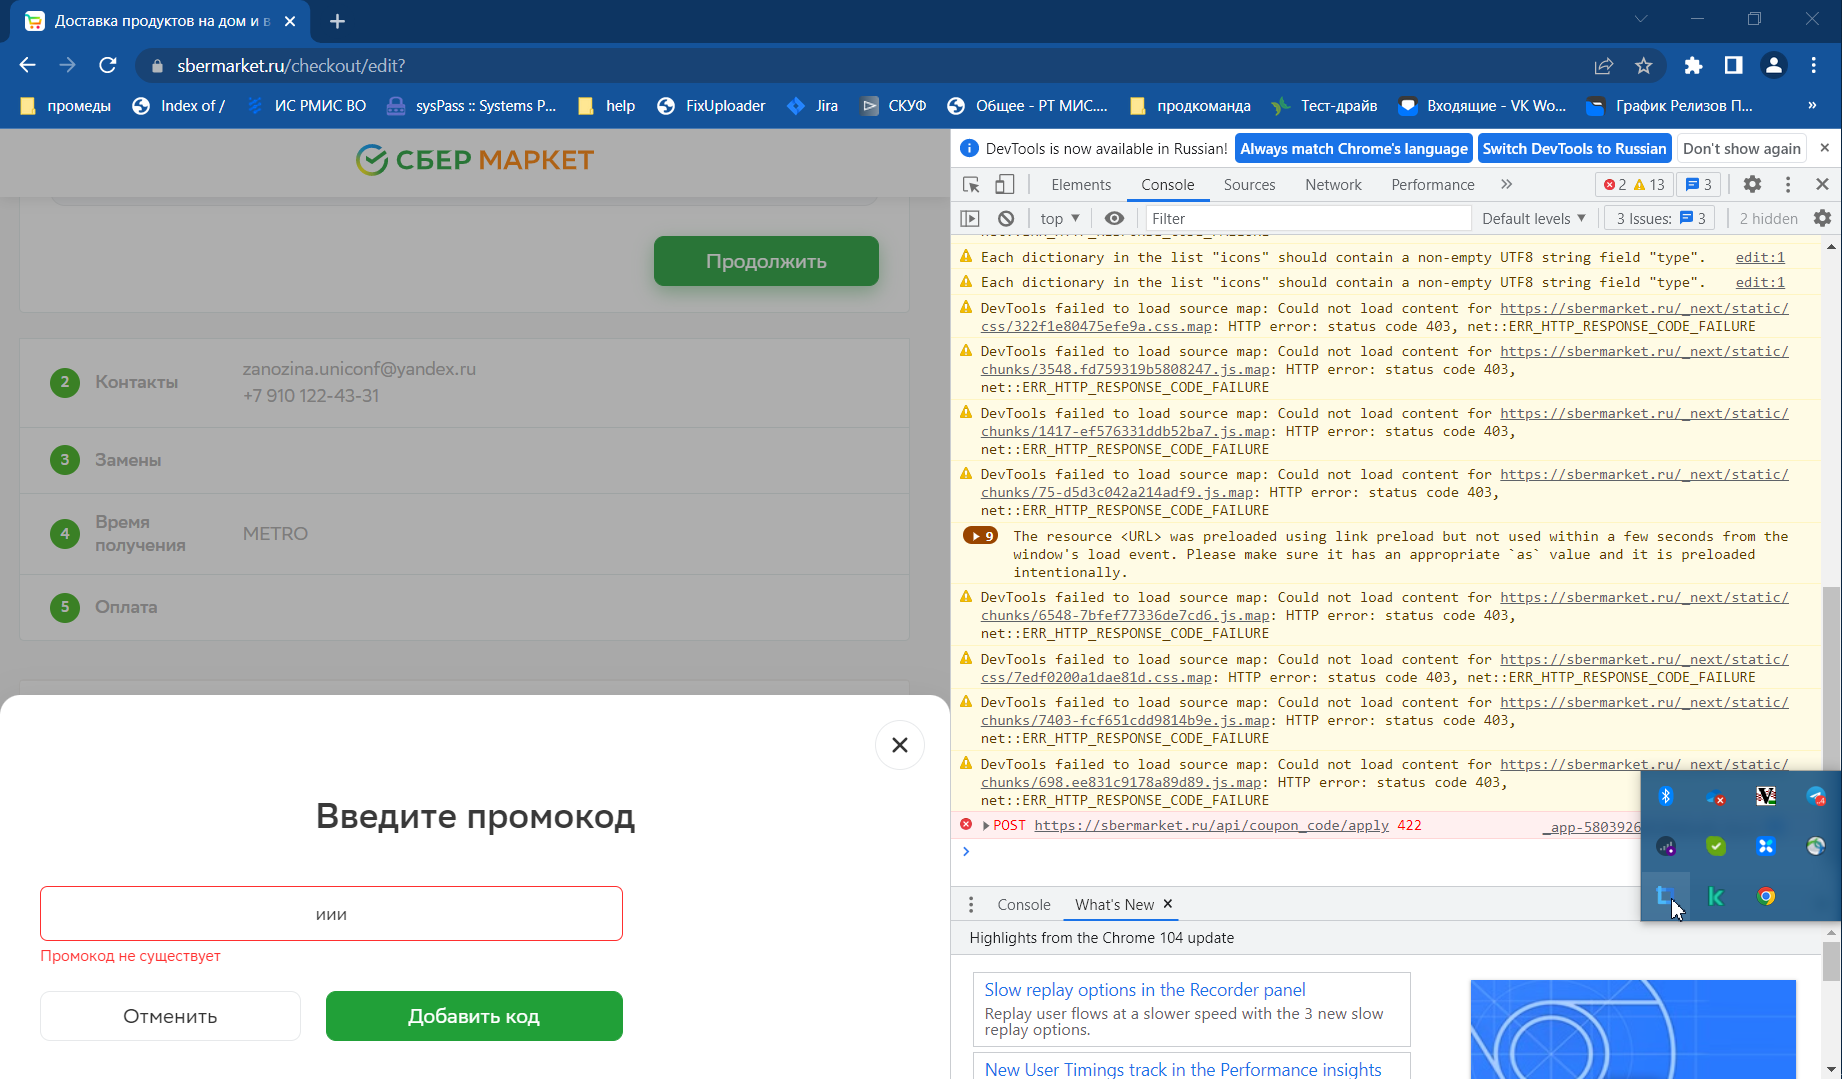 Доставка продуктов на дом и в
sbermarket.ru/checkout/edit?
промеды
Index of /
ИС РМИС ВО
sysPass :: Systems P...
help
FixUploader
Jira
СКУФ
Общее - РТ МИС....
продкоманда
Тест-драйв
Входящие - VK Wo...
График Релизов П...
»
СБЕР МАРКЕТ
Продолжить
2 Контакты
zanozina.uniconf@yandex.ru
+7 910 122-43-31
3 Замены
4 Время получения
METRO
5 Оплата
Введите промокод
иии
Промокод не существует
Отменить
Добавить код
DevTools is now available in Russian!
Always match Chrome's language
Switch DevTools to Russian
Don't show again
Elements
Console
Sources
Network
Performance
»
2
13
3
top
Filter
Default levels
3 Issues:
3
2 hidden
Each dictionary in the list "icons" should contain a non-empty UTF8 string field "type". edit:1
Each dictionary in the list "icons" should contain a non-empty UTF8 string field "type". edit:1
DevTools failed to load source map: Could not load content for https://sbermarket.ru/_next/static/
css/322f1e80475efe9a.css.map: HTTP error: status code 403, net::ERR_HTTP_RESPONSE_CODE_FAILURE
DevTools failed to load source map: Could not load content for https://sbermarket.ru/_next/static/
chunks/3548.fd759319b5808247.js.map: HTTP error: status code 403,
net::ERR_HTTP_RESPONSE_CODE_FAILURE
DevTools failed to load source map: Could not load content for https://sbermarket.ru/_next/static/
chunks/1417-ef576331ddb52ba7.js.map: HTTP error: status code 403,
net::ERR_HTTP_RESPONSE_CODE_FAILURE
DevTools failed to load source map: Could not load content for https://sbermarket.ru/_next/static/
chunks/75-d5d3c042a214adf9.js.map: HTTP error: status code 403,
net::ERR_HTTP_RESPONSE_CODE_FAILURE
9 The resource <URL> was preloaded using link preload but not used within a few seconds from the
window's load event. Please make sure it has an appropriate `as` value and it is preloaded
intentionally.
DevTools failed to load source map: Could not load content for https://sbermarket.ru/_next/static/
chunks/6548-7bfef77336de7cd6.js.map: HTTP error: status code 403,
net::ERR_HTTP_RESPONSE_CODE_FAILURE
DevTools failed to load source map: Could not load content for https://sbermarket.ru/_next/static/
css/7edf0200a1dae81d.css.map: HTTP error: status code 403, net::ERR_HTTP_RESPONSE_CODE_FAILURE
DevTools failed to load source map: Could not load content for https://sbermarket.ru/_next/static/
chunks/7403-fcf651cdd9814b9e.js.map: HTTP error: status code 403,
net::ERR_HTTP_RESPONSE_CODE_FAILURE
DevTools failed to load source map: Could not load content for https://sbermarket.ru/_next/static/
chunks/698.ee831c9178a89d89.js.map: HTTP error: status code 403,
net::ERR_HTTP_RESPONSE_CODE_FAILURE
POST https://sbermarket.ru/api/coupon_code/apply 422 _app-5803926
Console
What's New
Highlights from the Chrome 104 update
Slow replay options in the Recorder panel
Replay user flows at a slower speed with the 3 new slow
replay options.
New User Timings track in the Performance insights